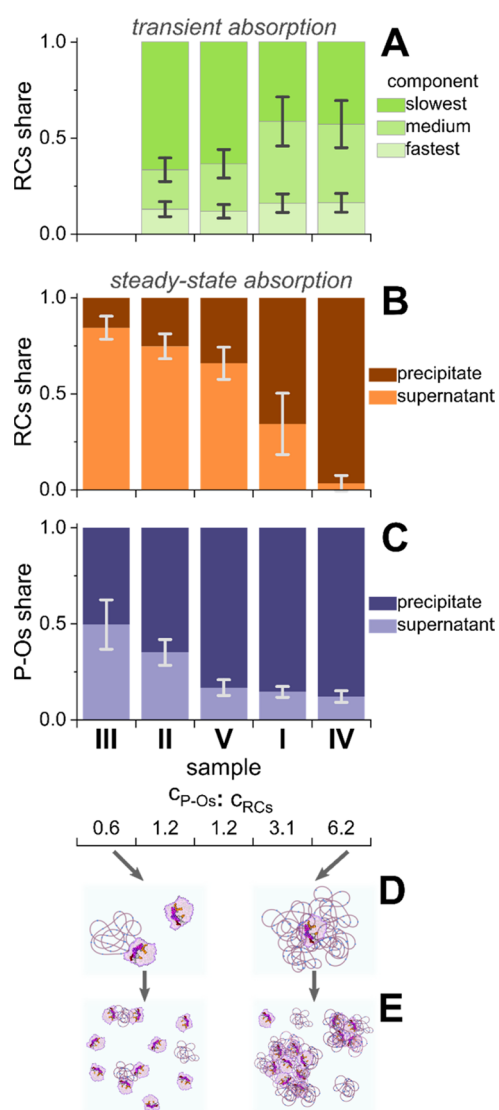 transient absorption
A
RCs share
1.0
0.5
0.0
component
slowest
medium
fastest
steady-state absorption
B
RCs share
1.0
0.5
0.0
precipitate
supernatant
C
P-Os share
1.0
0.5
0.0
precipitate
supernatant
III II V I IV
sample
cP-Os: cRCs
0.6 1.2 1.2 3.1 6.2
D
E